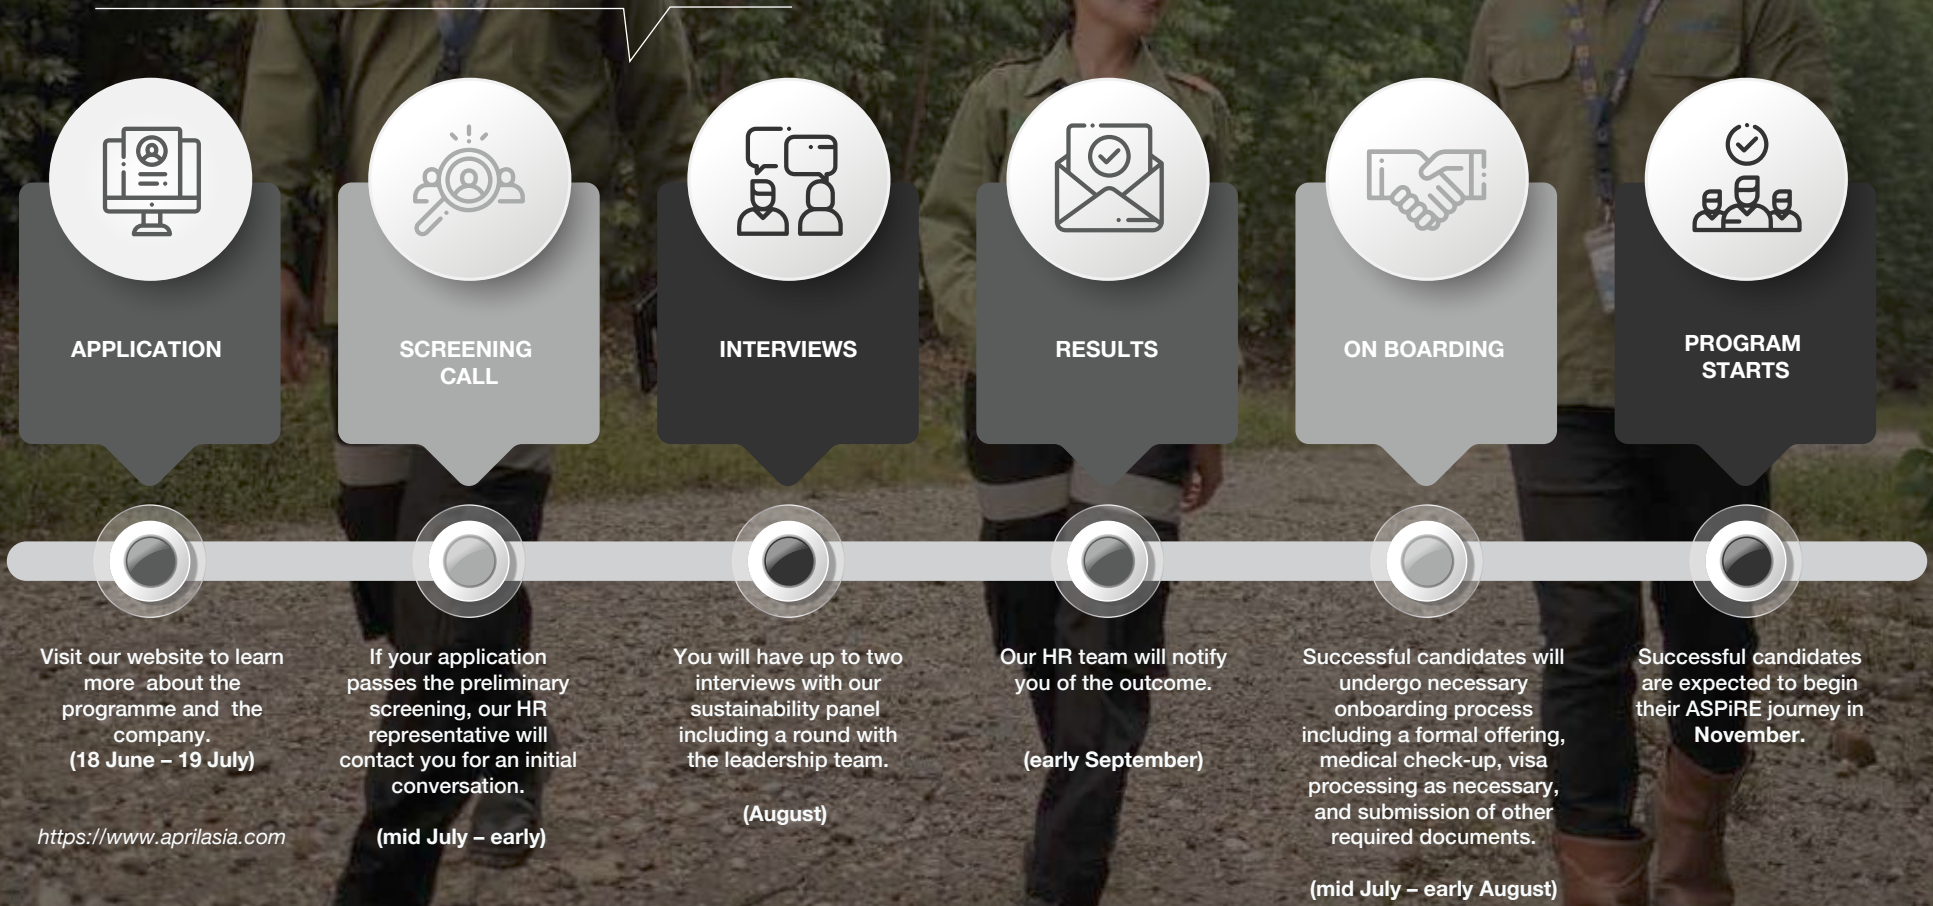 APPLICATION
SCREENING
CALL
INTERVIEWS
RESULTS
ON BOARDING
PROGRAM
STARTS
Visit our website to learn
more about the
programme and the
company.
(18 June – 19 July)
https://www.aprilasia.com
If your application
passes the preliminary
screening, our HR
representative will
contact you for an initial
conversation.
(mid July – early)
You will have up to two
interviews with our
sustainability panel
including a round with
the leadership team.
(August)
Our HR team will notify
you of the outcome.
(early September)
Successful candidates will
undergo necessary
onboarding process
including a formal offering,
medical check-up, visa
processing as necessary,
and submission of other
required documents.
(mid July – early August)
Successful candidates
are expected to begin
their ASPiRE journey in
November.